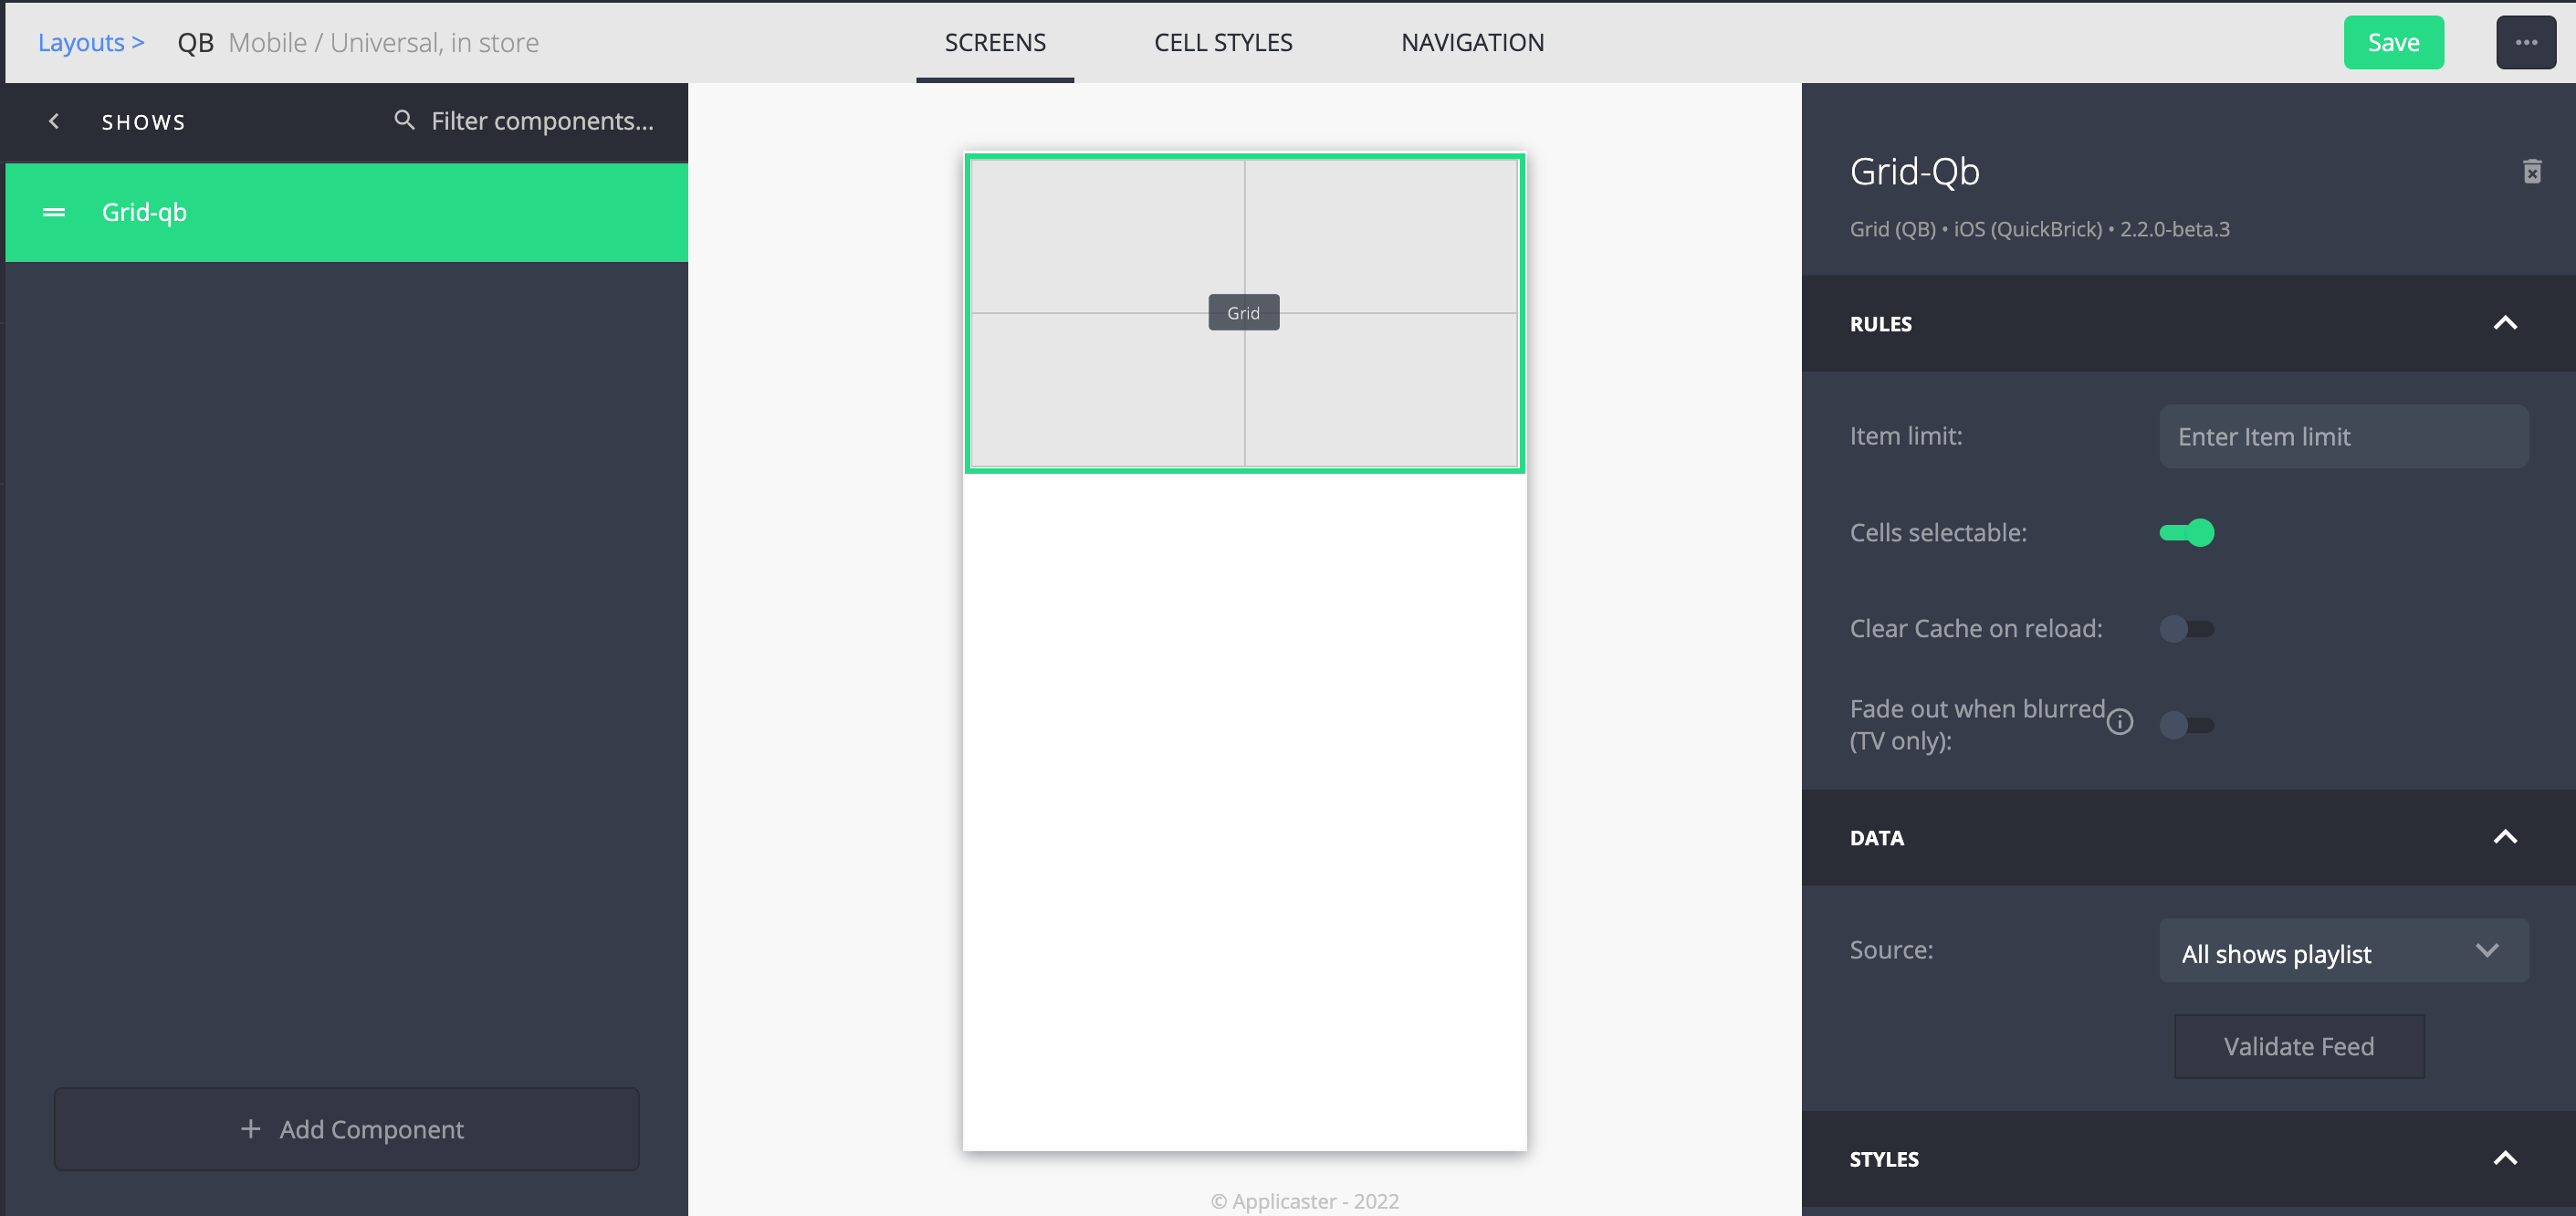 Layouts > QB Mobile / Universal, in store
SCREENS CELL STYLES NAVIGATION
Save
SHOWS
Filter components...
Grid-qb
Add Component
Grid
© Applicaster - 2022
Grid-Qb
Grid (QB) • iOS (QuickBrick) • 2.2.0-beta.3
RULES
Item limit: Enter Item limit
Cells selectable:
Clear Cache on reload:
Fade out when blurred
(TV only):
DATA
Source: All shows playlist
Validate Feed
STYLES